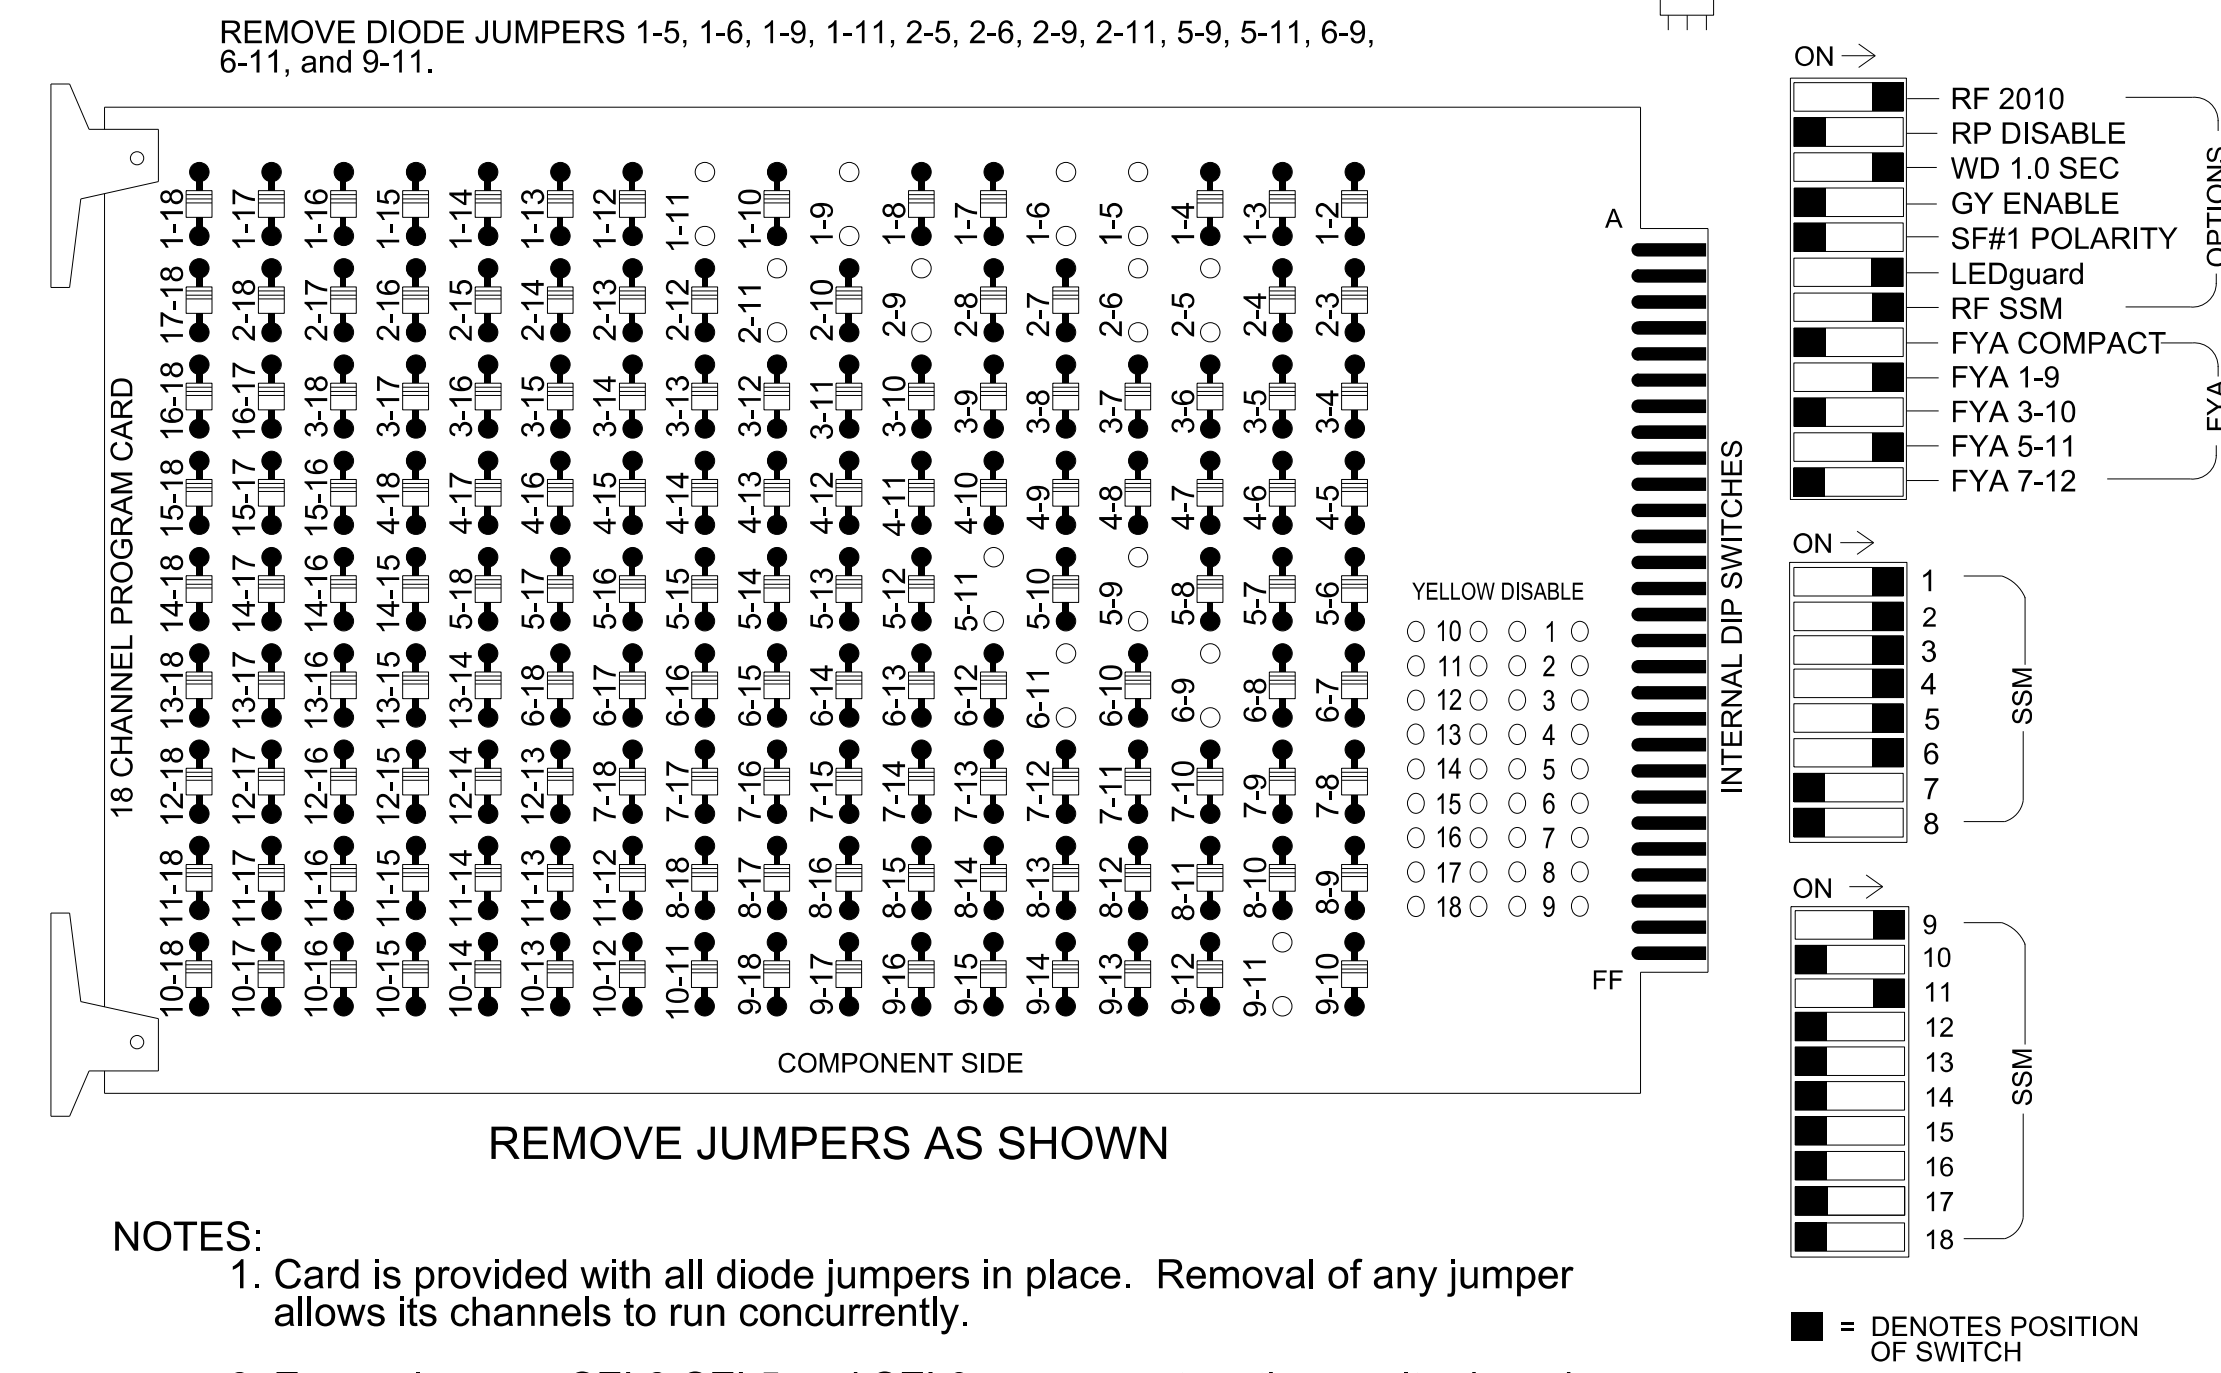 REMOVE DIODE JUMPERS 1-5, 1-6, 1-9, 1-11, 2-5, 2-6, 2-9, 2-11, 5-9, 5-11, 6-9,
6-11, and 9-11.
18 CHANNEL PROGRAM CARD
1-18 1-17 1-16 1-15 1-14 1-13 1-12 1-11 1-10 1-9 1-8 1-7 1-6 1-5 1-4 1-3 1-2
17-18 2-18 2-17 2-16 2-15 2-14 2-13 2-12 2-11 2-10 2-9 2-8 2-7 2-6 2-5 2-4 2-3
16-18 16-17 3-18 3-17 3-16 3-15 3-14 3-13 3-12 3-11 3-10 3-9 3-8 3-7 3-6 3-5 3-4
15-18 15-17 15-16 4-18 4-17 4-16 4-15 4-14 4-13 4-12 4-11 4-10 4-9 4-8 4-7 4-6 4-5
14-18 14-17 14-16 14-15 5-18 5-17 5-16 5-15 5-14 5-13 5-12 5-11 5-10 5-9 5-8 5-7 5-6
13-18 13-17 13-16 13-15 13-14 6-18 6-17 6-16 6-15 6-14 6-13 6-12 6-11 6-10 6-9 6-8 6-7
12-18 12-17 12-16 12-15 12-14 12-13 7-18 7-17 7-16 7-15 7-14 7-13 7-12 7-11 7-10 7-9 7-8
11-18 11-17 11-16 11-15 11-14 11-13 11-12 8-18 8-17 8-16 8-15 8-14 8-13 8-12 8-11 8-10 8-9
10-18 10-17 10-16 10-15 10-14 10-13 10-12 10-11 9-18 9-17 9-16 9-15 9-14 9-13 9-12 9-11 9-10
YELLOW DISABLE
10 1
11 2
12 3
13 4
14 5
15 6
16 7
17 8
18 9
A
FF
COMPONENT SIDE
REMOVE JUMPERS AS SHOWN
INTERNAL DIP SWITCHES
ON
RF 2010
RP DISABLE
WD 1.0 SEC
GY ENABLE
SF#1 POLARITY
LEDguard
RF SSM
OPTIONS
FYA COMPACT
FYA 1-9
FYA 3-10
FYA 5-11
FYA 7-12
FYA
ON
1
2
3
4
5
6
7
8
SSM
ON
9
10
11
12
13
14
15
16
17
18
SSM
= DENOTES POSITION
OF SWITCH
NOTES:
1. Card is provided with all diode jumpers in place. Removal of any jumper
allows its channels to run concurrently.